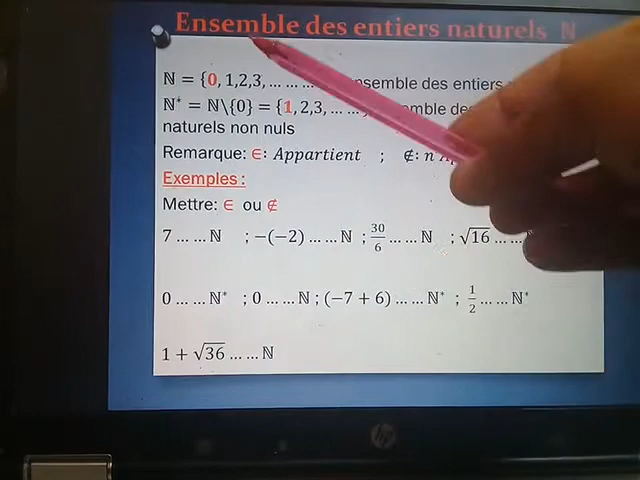 Ensemble des entiers naturels ℕ
ℕ = {0, 1,2,3, ... ... ensemble des entiers
ℕ* = ℕ\{0} = {1, 2,3, ... ...
naturels non nuls
Remarque: ∈: Appartient ; ∉: n
Exemples:
Mettre: ∈ ou ∉
7 ... ... ℕ ; −(−2) ... ... ℕ ; 30/6 ... ... ℕ ; √16 ... ...
0 ... ... ℕ* ; 0 ... ... ℕ ; (−7 + 6) ... ... ℕ* ; 1/2 ... ... ℕ*
1 + √36 ... ... ℕ
hp